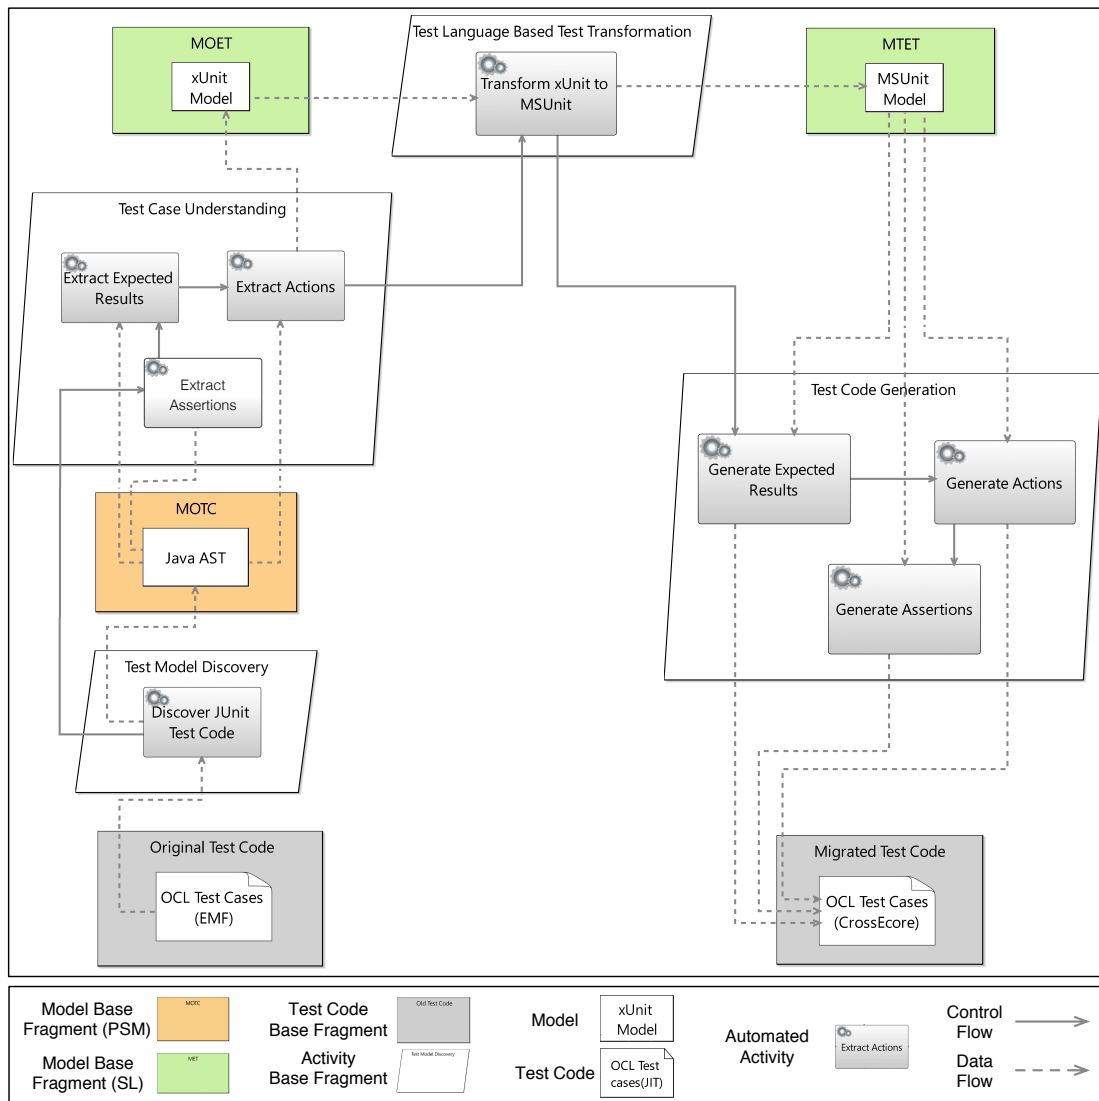 MOET
xUnit
Model
Test Language Based Test Transformation
Transform xUnit to
MSUnit
MTET
MSUnit
Model
Test Case Understanding
Extract Expected
Results
Extract Actions
Extract
Assertions
MOTC
Java AST
Test Model Discovery
Discover JUnit
Test Code
Original Test Code
OCL Test Cases
(EMF)
Test Code Generation
Generate Expected
Results
Generate Actions
Generate Assertions
Migrated Test Code
OCL Test Cases
(CrossEcore)
Model Base
Fragment (PSM)
MOTC
Model Base
Fragment (SL)
MET
Test Code
Base Fragment
Old Test Code
Activity
Base Fragment
Test Model Discovery
Model
xUnit
Model
Test Code
OCL Test
cases(JIT)
Automated
Activity
Extract Actions
Control
Flow
Data
Flow